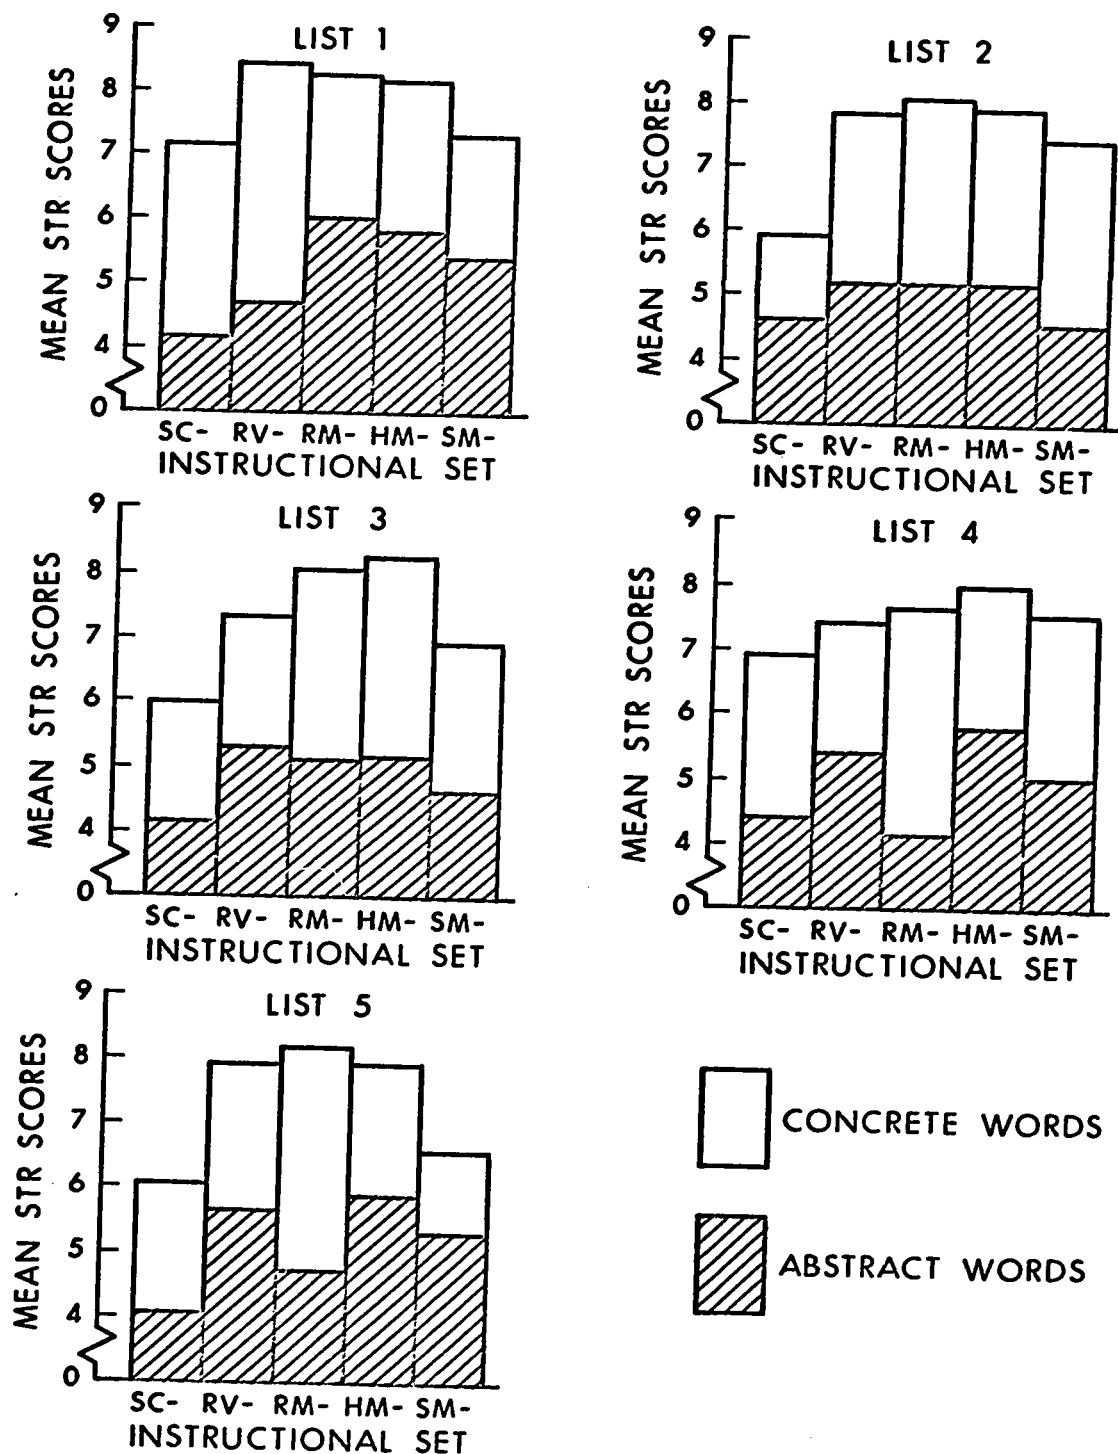 LIST 1
MEAN STR SCORES
9
8
7
6
5
4
0
SC- RV- RM- HM- SM-
INSTRUCTIONAL SET
LIST 2
MEAN STR SCORES
9
8
7
6
5
4
0
SC- RV- RM- HM- SM-
INSTRUCTIONAL SET
LIST 3
MEAN STR SCORES
9
8
7
6
5
4
0
SC- RV- RM- HM- SM-
INSTRUCTIONAL SET
LIST 4
MEAN STR SCORES
9
8
7
6
5
4
0
SC- RV- RM- HM- SM-
INSTRUCTIONAL SET
LIST 5
MEAN STR SCORES
9
8
7
6
5
4
0
SC- RV- RM- HM- SM-
INSTRUCTIONAL SET
CONCRETE WORDS
ABSTRACT WORDS